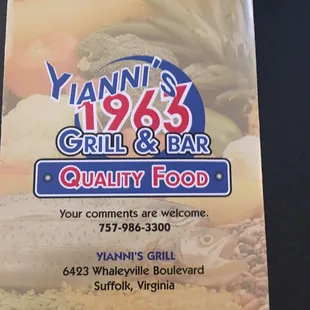 YIANNI'S
1963
GRILL & BAR
QUALITY FOOD
Your comments are welcome.
757-986-3300
YIANNI'S GRILL
6423 Whaleyville Boulevard
Suffolk, Virginia